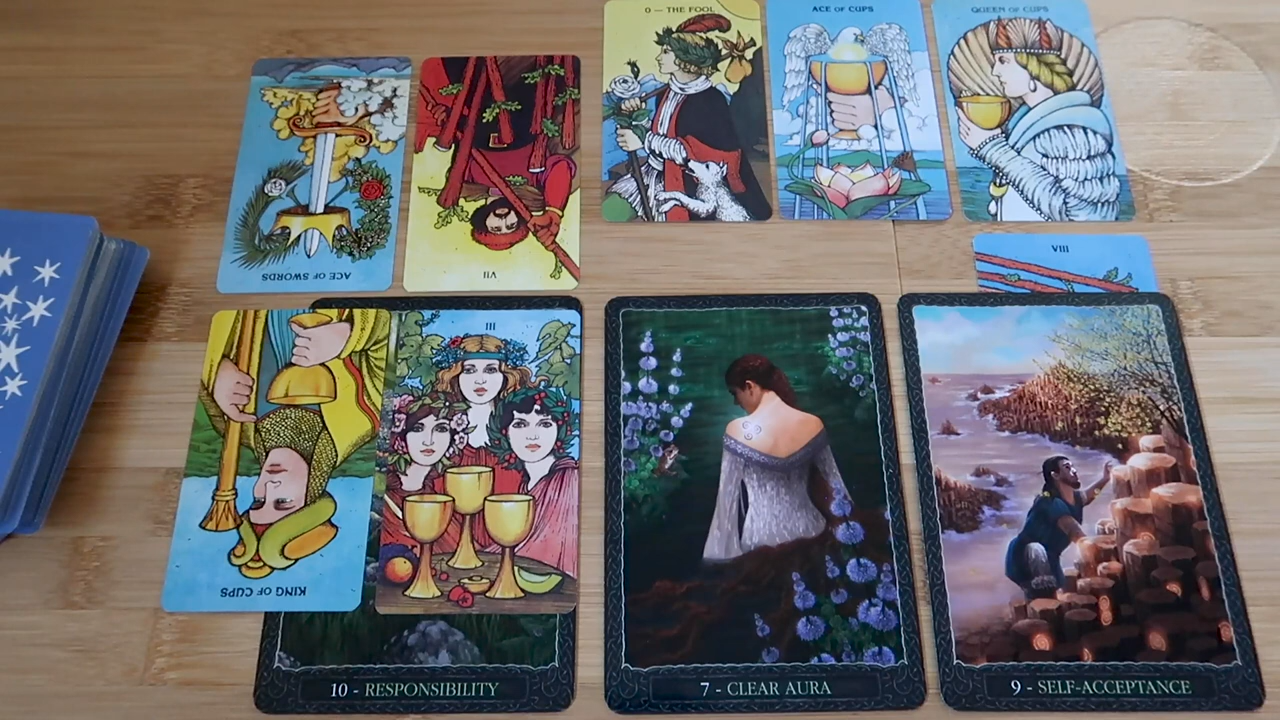 0 — THE FOOL
ACE OF CUPS
QUEEN OF CUPS
ACE OF SWORDS
VII
VIII
III
KING OF CUPS
10 - RESPONSIBILITY
7 - CLEAR AURA
9 - SELF-ACCEPTANCE